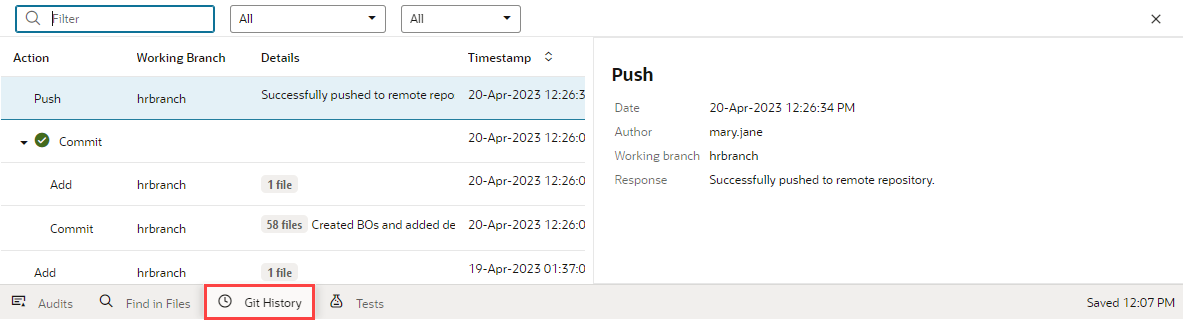 Filter All All
Action Working Branch Details Timestamp
Push hrbranch Successfully pushed to remote repo 20-Apr-2023 12:26:3
Commit 20-Apr-2023 12:26:0
Add hrbranch 1 file 20-Apr-2023 12:26:0
Commit hrbranch 58 files Created BOs and added de 20-Apr-2023 12:26:0
Add hrbranch 1 file 19-Apr-2023 01:37:0
Push
Date 20-Apr-2023 12:26:34 PM
Author mary.jane
Working branch hrbranch
Response Successfully pushed to remote repository.
Audits Find in Files Git History Tests Saved 12:07 PM